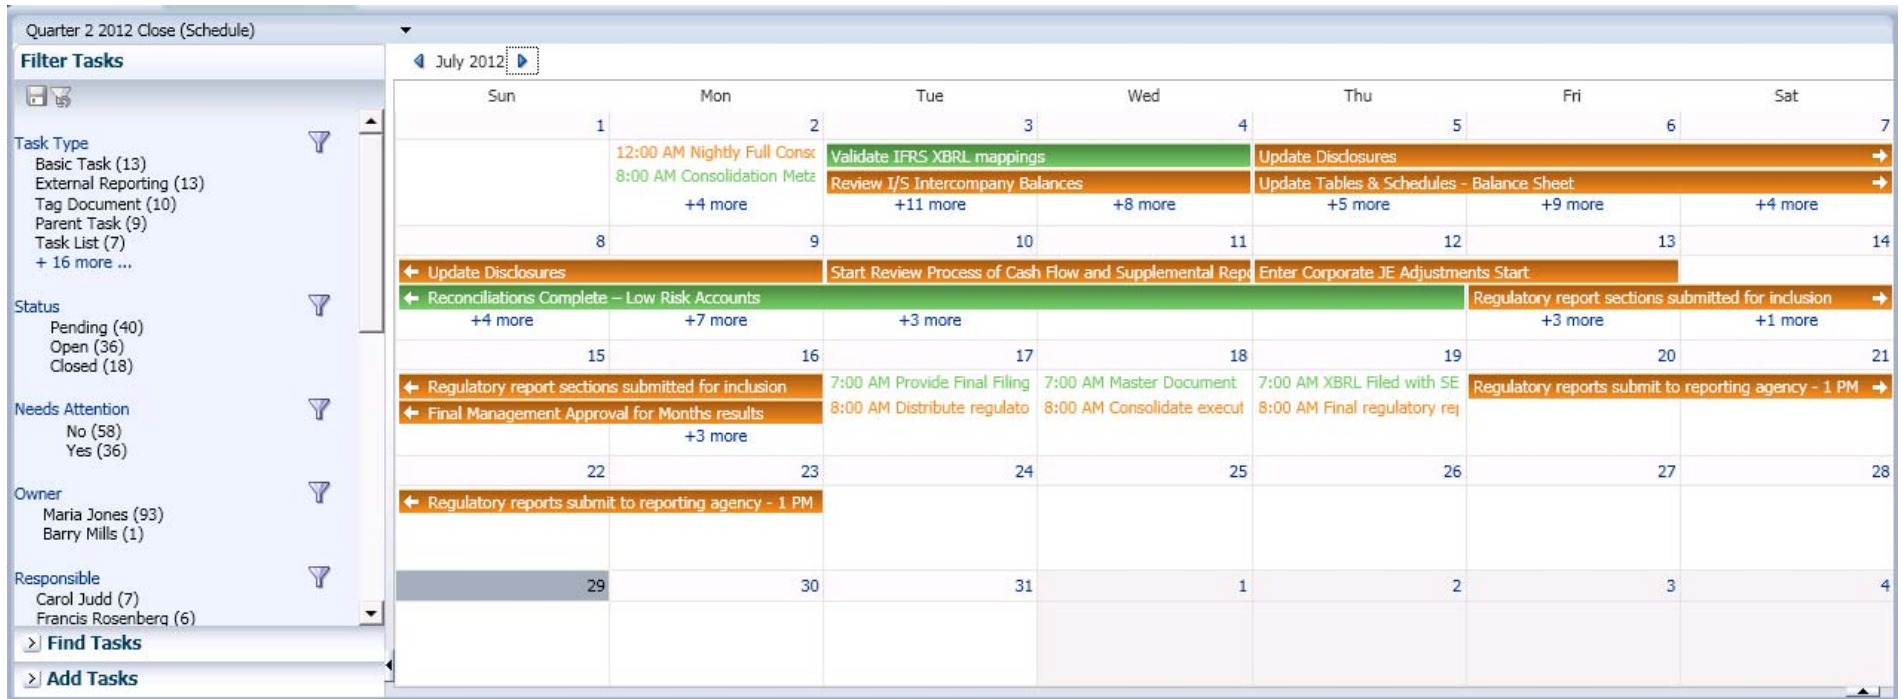 Quarter 2 2012 Close (Schedule)
Filter Tasks
Task Type
Basic Task (13)
External Reporting (13)
Tag Document (10)
Parent Task (9)
Task List (7)
+ 16 more ...
Status
Pending (40)
Open (36)
Closed (18)
Needs Attention
No (58)
Yes (36)
Owner
Maria Jones (93)
Barry Mills (1)
Responsible
Carol Judd (7)
Francis Rosenberg (6)
Find Tasks
Add Tasks
July 2012
Sun Mon Tue Wed Thu Fri Sat
1 2 3 4 5 6 7
12:00 AM Nightly Full Consc Validate IFRS XBRL mappings Update Disclosures
8:00 AM Consolidation Meta Review I/S Intercompany Balances Update Tables & Schedules - Balance Sheet
+4 more +11 more +8 more +5 more +9 more +4 more
8 9 10 11 12 13 14
Update Disclosures Start Review Process of Cash Flow and Supplemental Repo Enter Corporate JE Adjustments Start
Reconciliations Complete – Low Risk Accounts Regulatory report sections submitted for inclusion
+4 more +7 more +3 more +3 more +1 more
15 16 17 18 19 20 21
Regulatory report sections submitted for inclusion 7:00 AM Provide Final Filing 7:00 AM Master Document 7:00 AM XBRL Filed with SE Regulatory reports submit to reporting agency - 1 PM
Final Management Approval for Months results 8:00 AM Distribute regulato 8:00 AM Consolidate execut 8:00 AM Final regulatory rep
+3 more
22 23 24 25 26 27 28
Regulatory reports submit to reporting agency - 1 PM
29 30 31 1 2 3 4